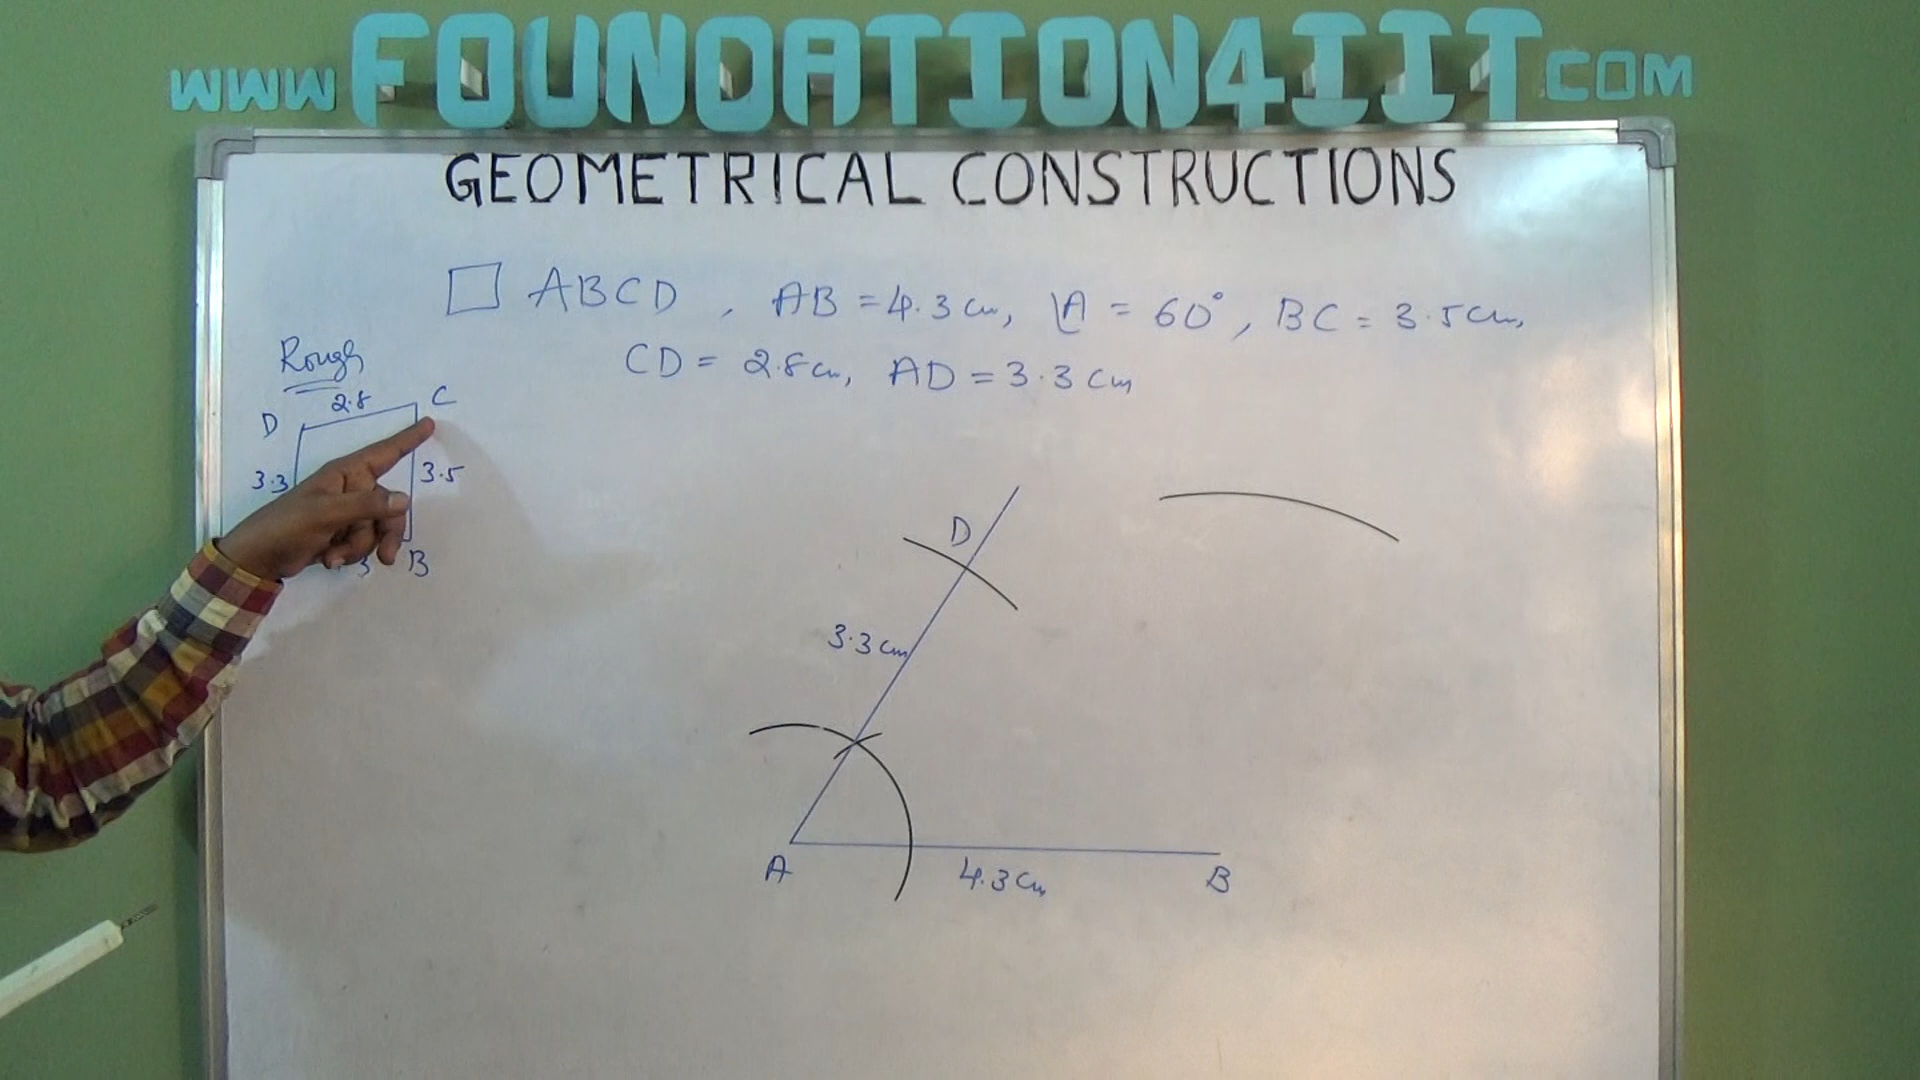 WWW FOUNDATION4IIT.COM
GEOMETRICAL CONSTRUCTIONS
□ ABCD , AB = 4.3 cm, ∠A = 60°, BC = 3.5 cm,
CD = 2.8 cm, AD = 3.3 cm
Rough
2.8
C
D
3.3
3.5
B
D
3.3 cm
A
4.3 cm
B